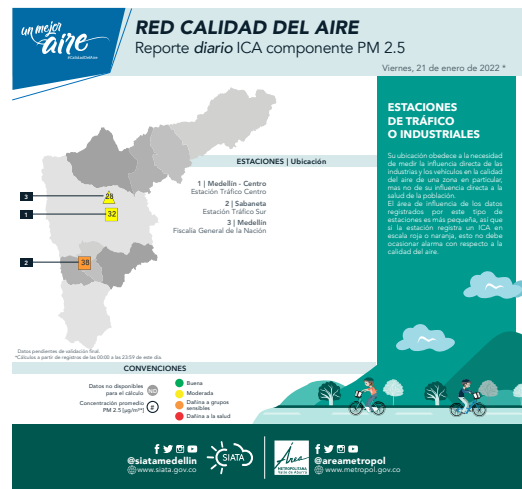 un mejor
aire
#CalidadDelAire
RED CALIDAD DEL AIRE
Reporte diario ICA componente PM 2.5
Viernes, 21 de enero de 2022 *
ESTACIONES | Ubicación
1 | Medellín - Centro
Estación Tráfico Centro
2 | Sabaneta
Estación Tráfico Sur
3 | Medellín
Fiscalía General de la Nación
3
28
1
32
2
38
ESTACIONES
DE TRÁFICO
O INDUSTRIALES
Su ubicación obedece a la necesidad
de medir la influencia directa de las
industrias y los vehículos en la calidad
del aire de una zona en particular,
mas no de su influencia directa a la
salud de la población.
El área de influencia de los datos
registrados por este tipo de
estaciones es más pequeña, así que
si la estación registra un ICA en
escala roja o naranja, esto no debe
ocasionar alarma con respecto a la
calidad del aire.
Datos pendientes de validación final.
*Cálculos a partir de registros de las 00:00 a las 23:59 de este día.
CONVENCIONES
Datos no disponibles
para el cálculo
ND
Concentración promedio
PM 2.5 [µg/m³*]
#
Buena
Moderada
Dañina a grupos
sensibles
Dañina a la salud
@siatamedellin
www.siata.gov.co
SIATA
Área
METROPOLITANA
Valle de Aburrá
@areametropol
www.metropol.gov.co